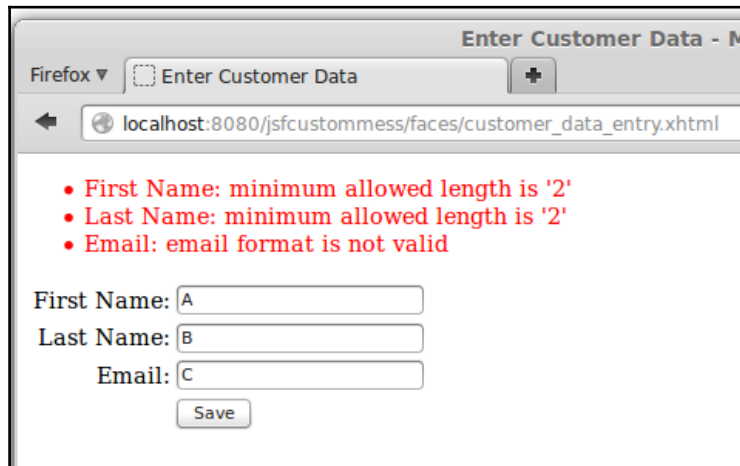 Enter Customer Data - M
Firefox
Enter Customer Data
localhost:8080/jsfcustommess/faces/customer_data_entry.xhtml
• First Name: minimum allowed length is '2'
• Last Name: minimum allowed length is '2'
• Email: email format is not valid
First Name: A
Last Name: B
Email: C
Save